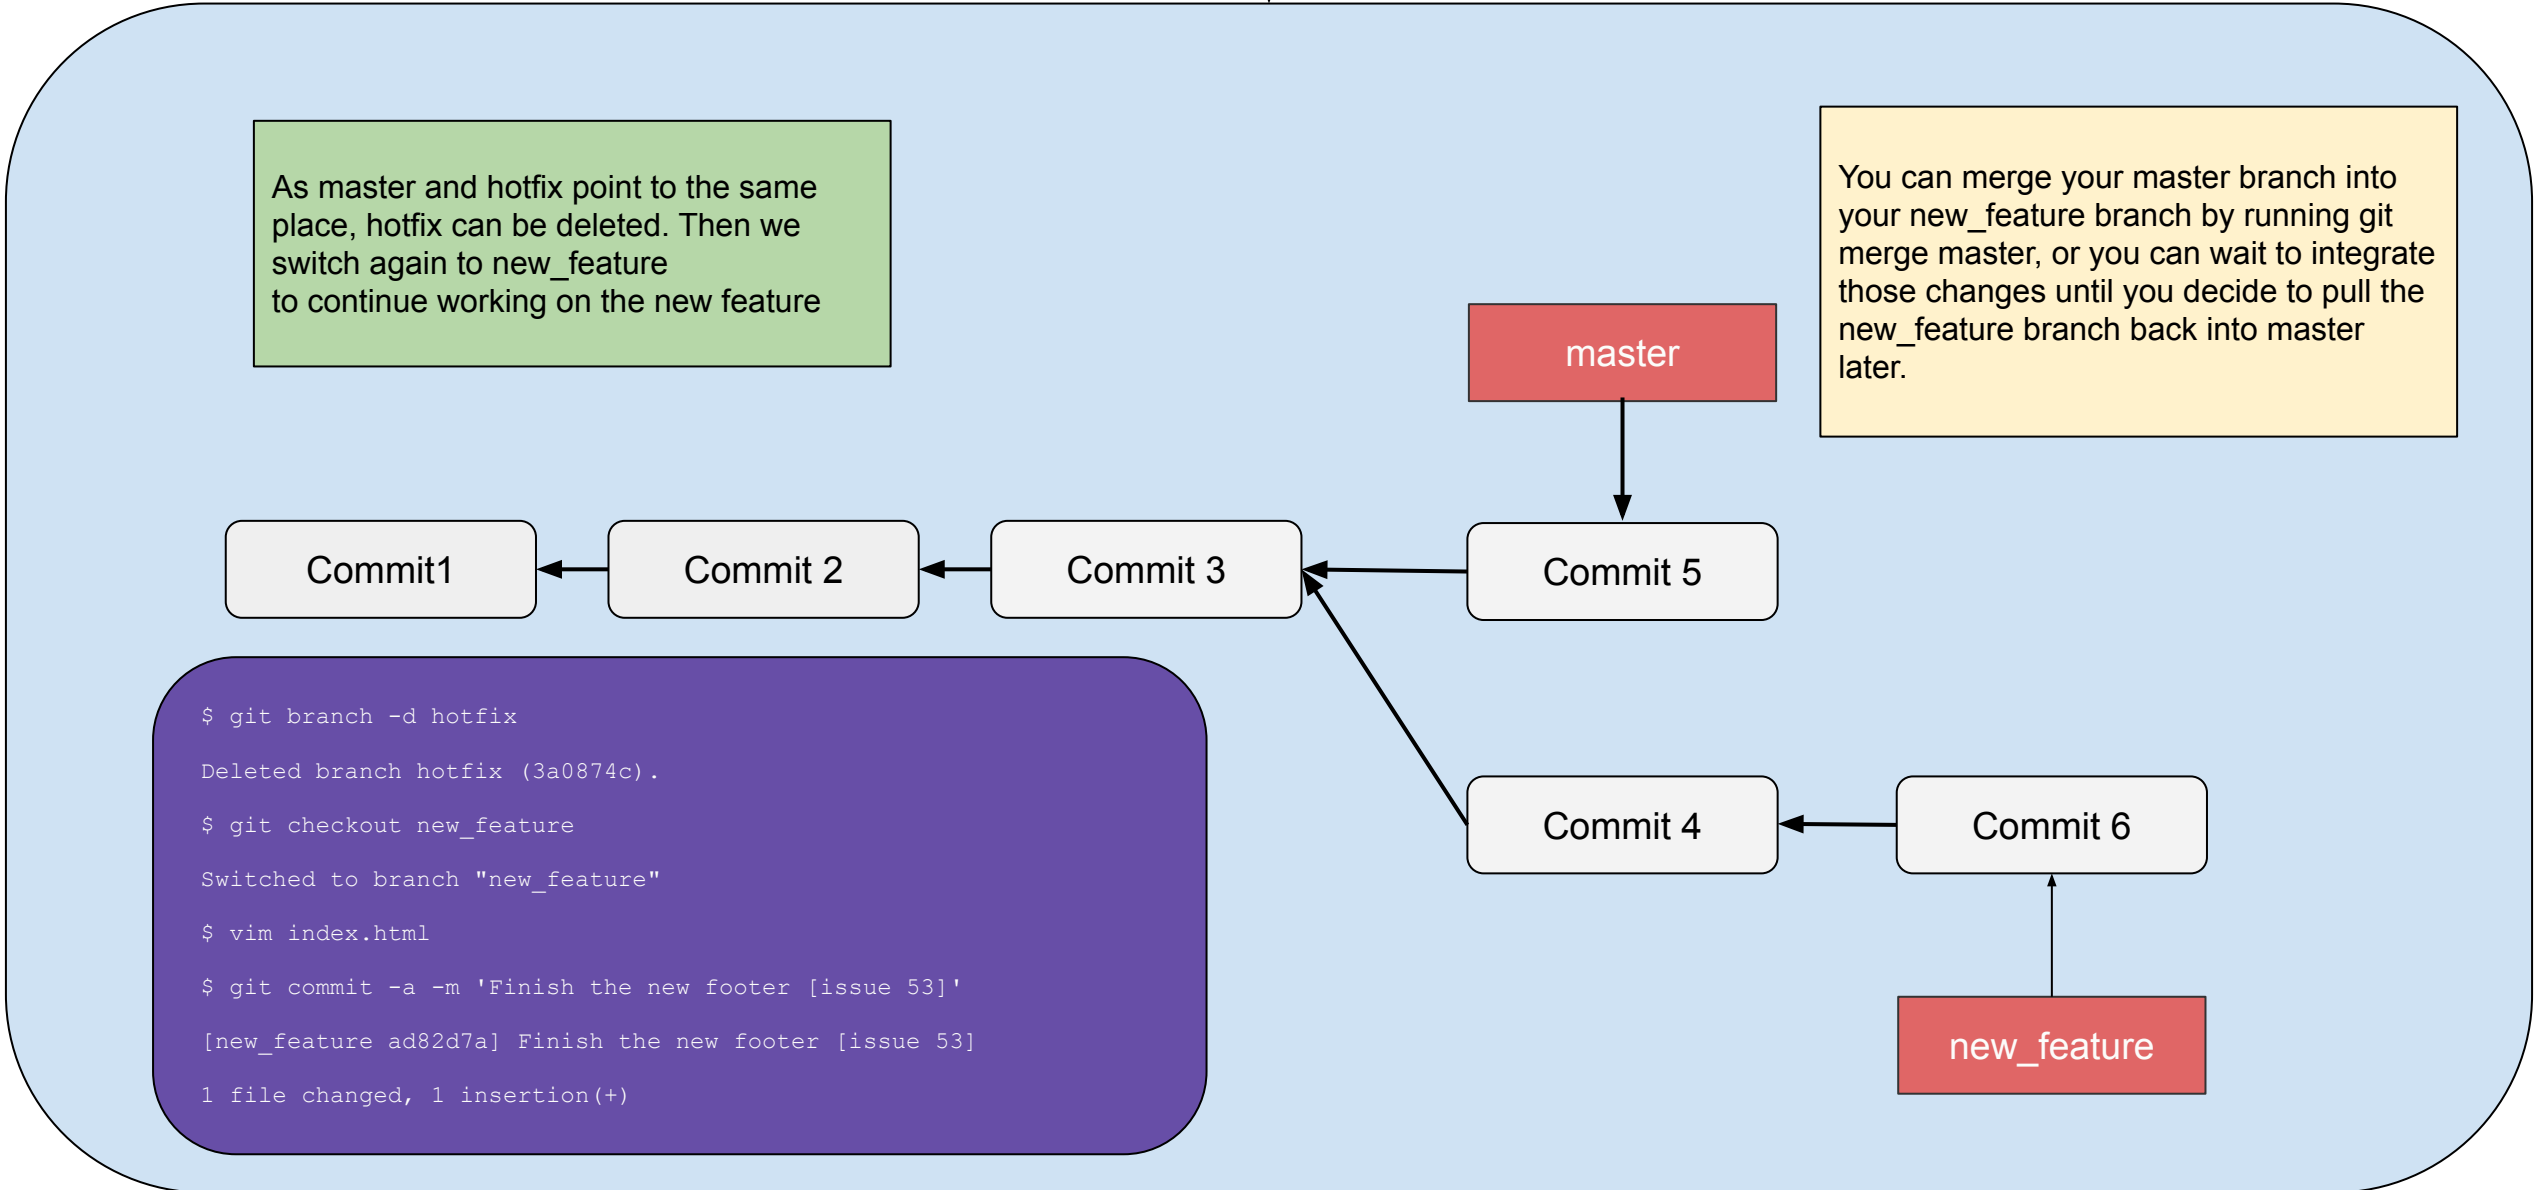 As master and hotfix point to the same
place, hotfix can be deleted. Then we
switch again to new_feature
to continue working on the new feature
You can merge your master branch into
your new_feature branch by running git
merge master, or you can wait to integrate
those changes until you decide to pull the
new_feature branch back into master
later.
master
Commit1
Commit 2
Commit 3
Commit 5
$ git branch -d hotfix
Deleted branch hotfix (3a0874c).
$ git checkout new_feature
Switched to branch "new_feature"
$ vim index.html
$ git commit -a -m 'Finish the new footer [issue 53]'
[new_feature ad82d7a] Finish the new footer [issue 53]
1 file changed, 1 insertion(+)
Commit 4
Commit 6
new_feature